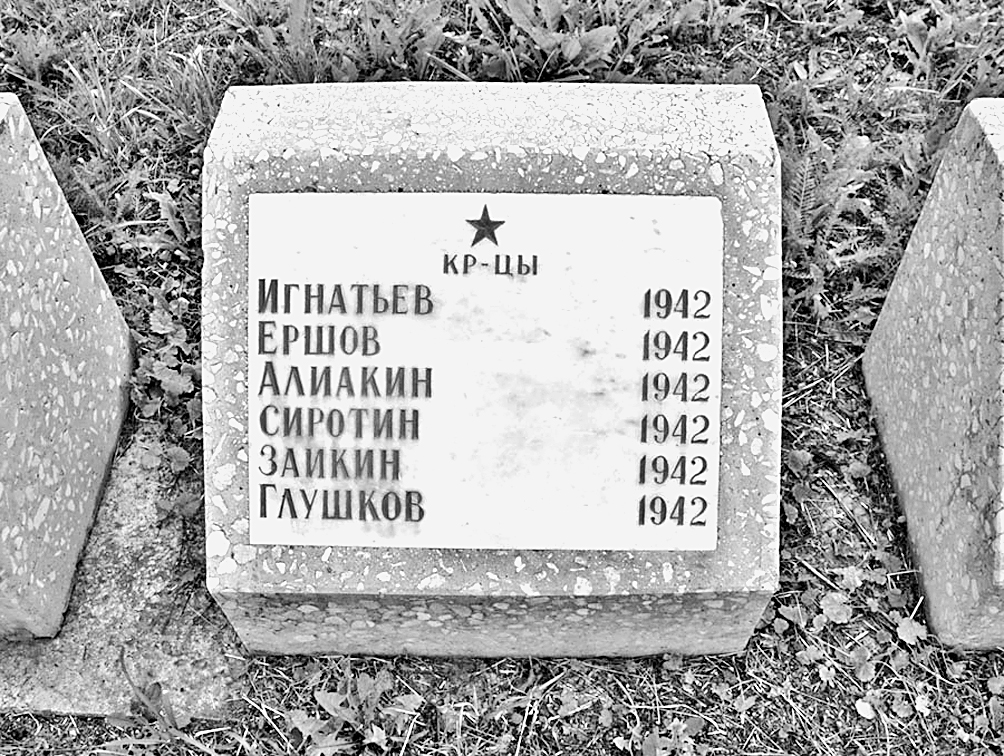 КР-ЦЫ
ИГНАТЬЕВ 1942
ЕРШОВ 1942
АЛИАКИН 1942
СИРОТИН 1942
ЗАИКИН 1942
ГЛУШКОВ 1942